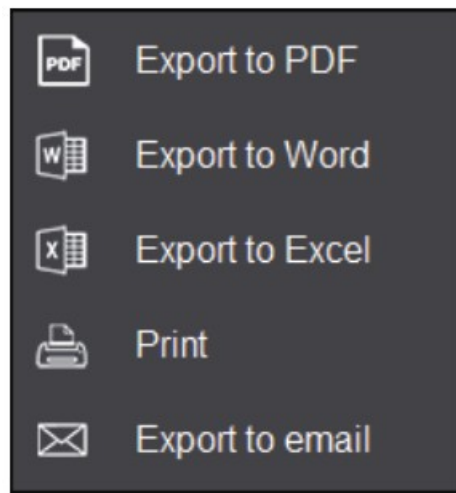 PDF Export to PDF
W Export to Word
X Export to Excel
Print
Export to email